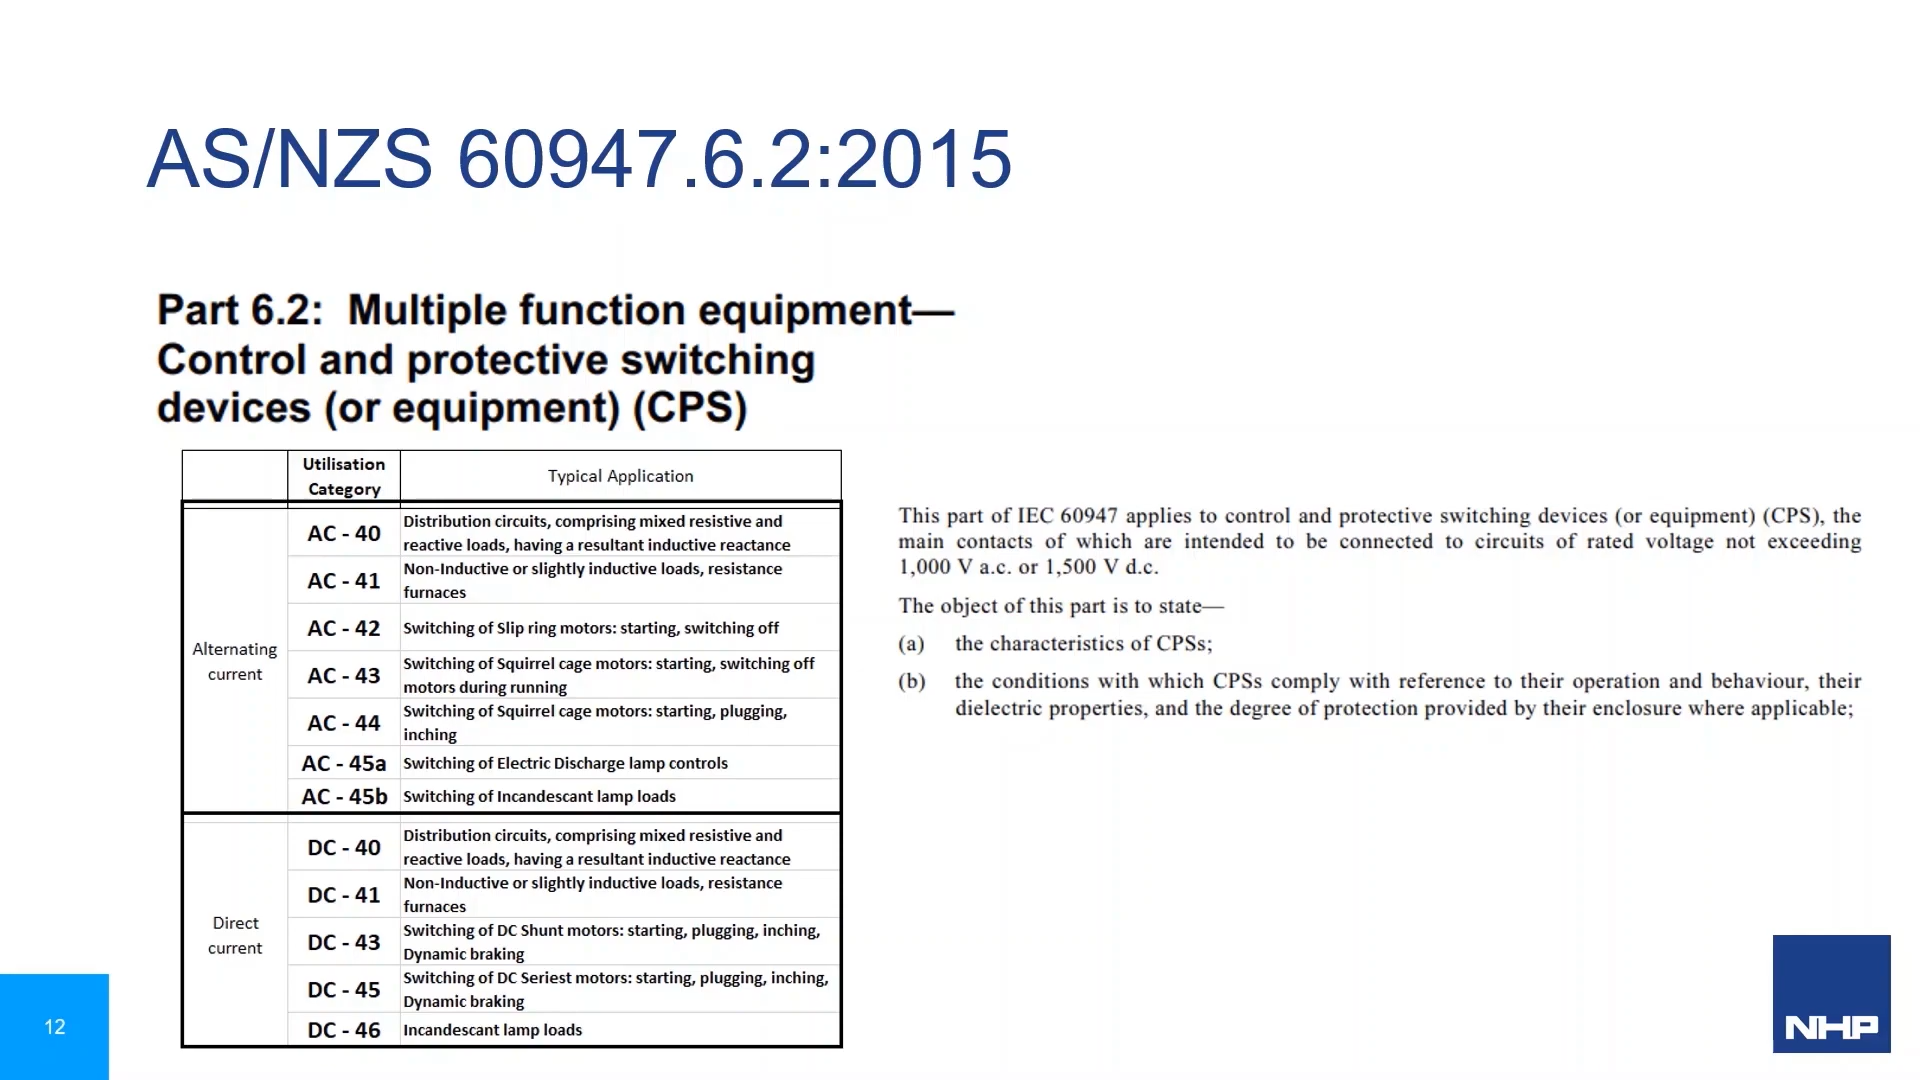 AS/NZS 60947.6.2:2015
Part 6.2: Multiple function equipment—
Control and protective switching
devices (or equipment) (CPS)
Utilisation
Category
Typical Application
Alternating
current
AC - 40
Distribution circuits, comprising mixed resistive and
reactive loads, having a resultant inductive reactance
AC - 41
Non-Inductive or slightly inductive loads, resistance
furnaces
AC - 42
Switching of Slip ring motors: starting, switching off
AC - 43
Switching of Squirrel cage motors: starting, switching off
motors during running
AC - 44
Switching of Squirrel cage motors: starting, plugging,
inching
AC - 45a
Switching of Electric Discharge lamp controls
AC - 45b
Switching of Incandescant lamp loads
Direct
current
DC - 40
Distribution circuits, comprising mixed resistive and
reactive loads, having a resultant inductive reactance
DC - 41
Non-Inductive or slightly inductive loads, resistance
furnaces
DC - 43
Switching of DC Shunt motors: starting, plugging, inching,
Dynamic braking
DC - 45
Switching of DC Seriest motors: starting, plugging, inching,
Dynamic braking
DC - 46
Incandescant lamp loads
This part of IEC 60947 applies to control and protective switching devices (or equipment) (CPS), the
main contacts of which are intended to be connected to circuits of rated voltage not exceeding
1,000 V a.c. or 1,500 V d.c.
The object of this part is to state—
(a) the characteristics of CPSs;
(b) the conditions with which CPSs comply with reference to their operation and behaviour, their
dielectric properties, and the degree of protection provided by their enclosure where applicable;
12
NHP